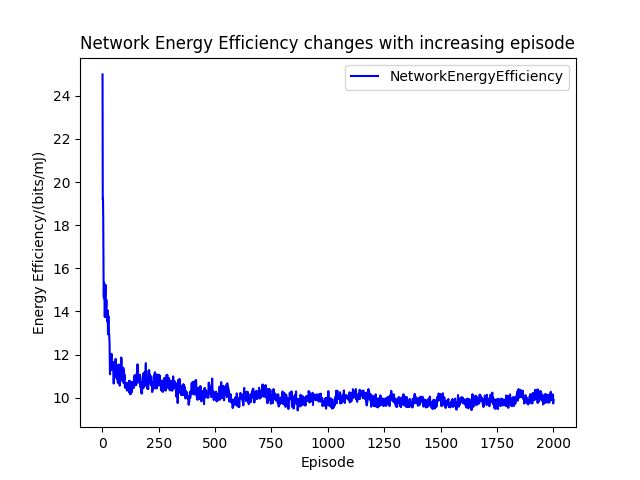 Network Energy Efficiency changes with increasing episode
NetworkEnergyEfficiency
24
22
20
18
16
14
12
10
Energy Efficiency/(bits/mJ)
0 250 500 750 1000 1250 1500 1750 2000
Episode